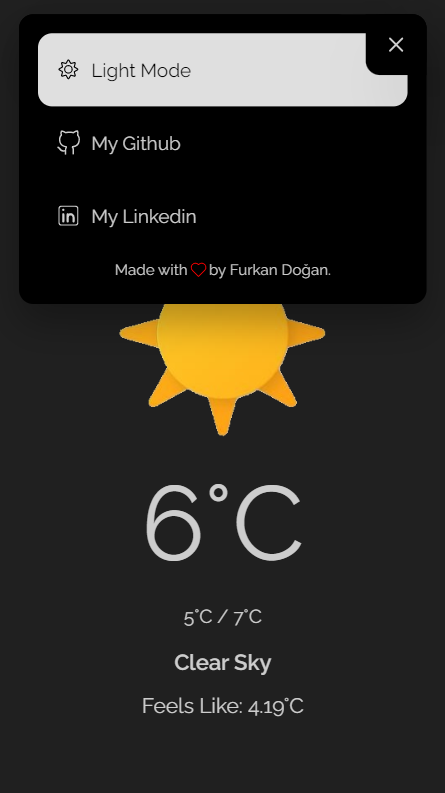 Light Mode
My Github
My Linkedin
Made with by Furkan Doğan.
6°C
5°C / 7°C
Clear Sky
Feels Like: 4.19°C